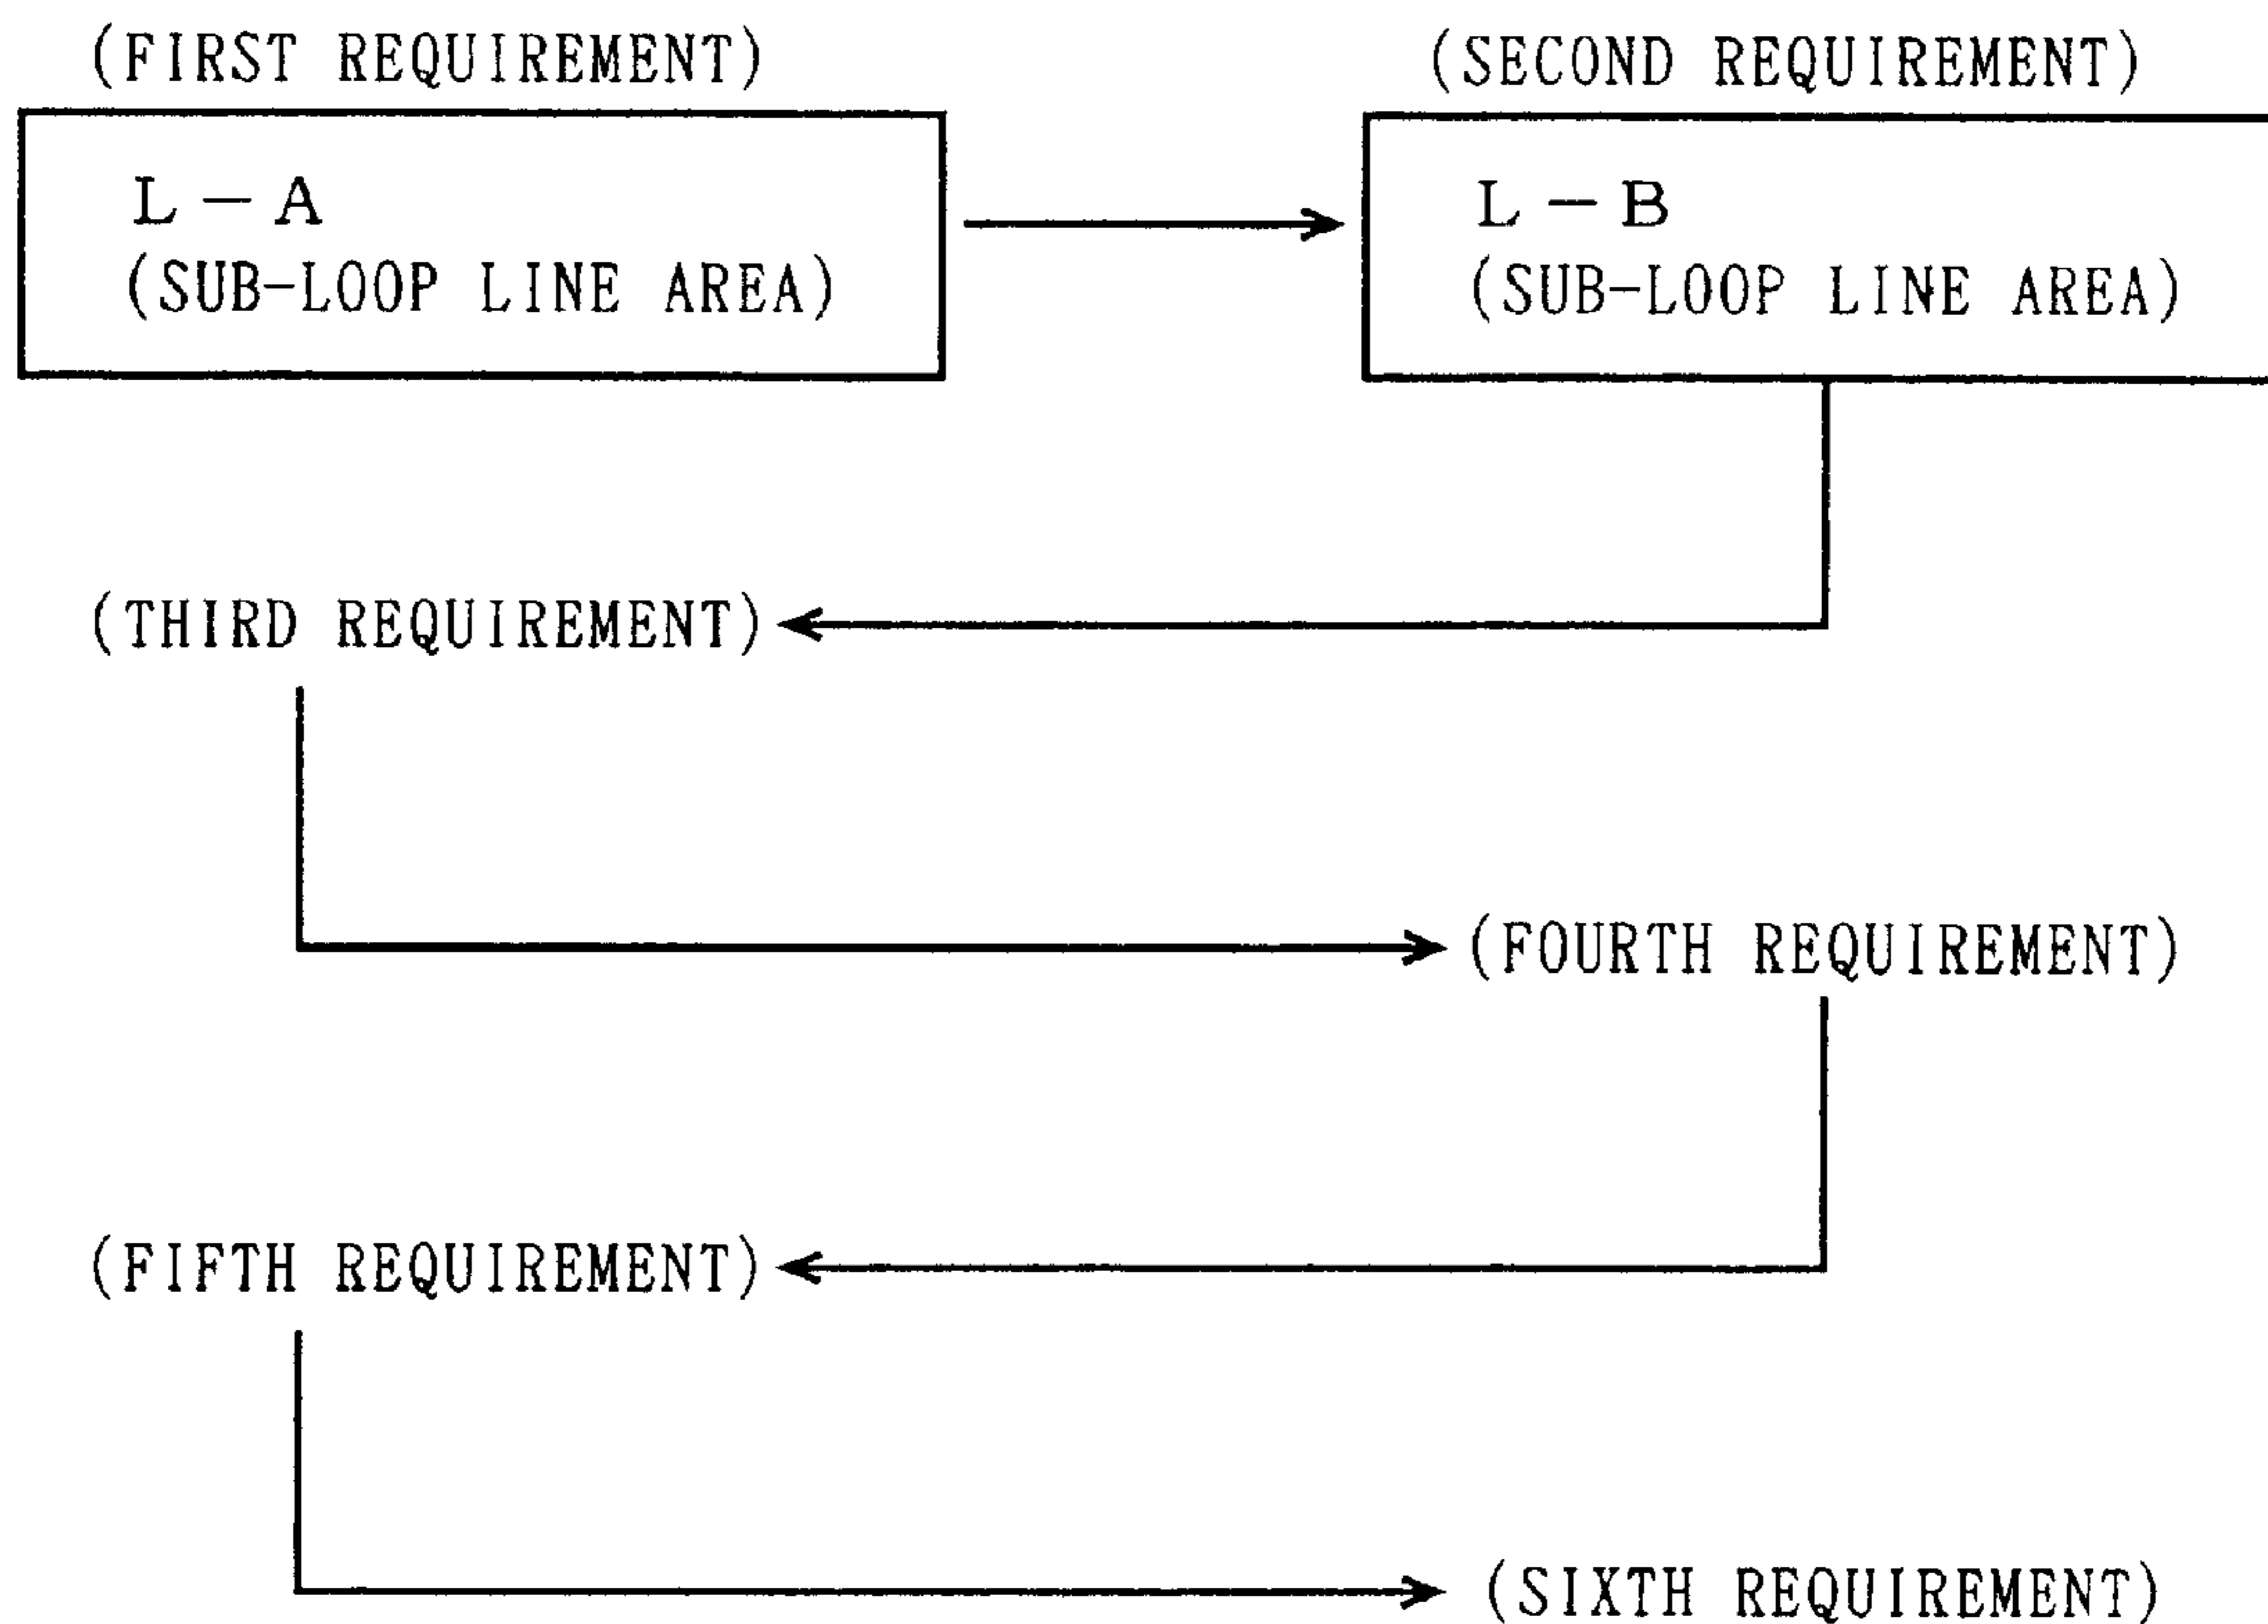 (FIRST REQUIREMENT)
L-A
(SUB-LOOP LINE AREA)
(SECOND REQUIREMENT)
L-B
(SUB-LOOP LINE AREA)
(THIRD REQUIREMENT)
(FOURTH REQUIREMENT)
(FIFTH REQUIREMENT)
(SIXTH REQUIREMENT)